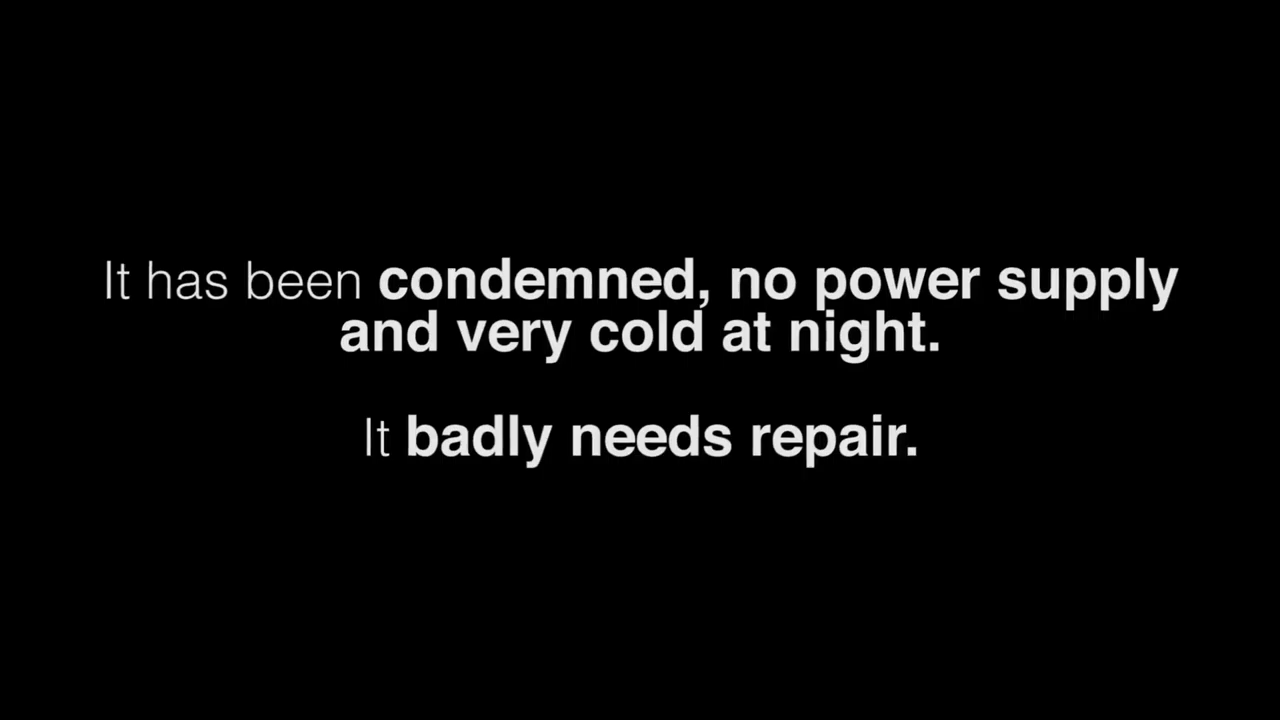 It has been condemned, no power supply
and very cold at night.
It badly needs repair.